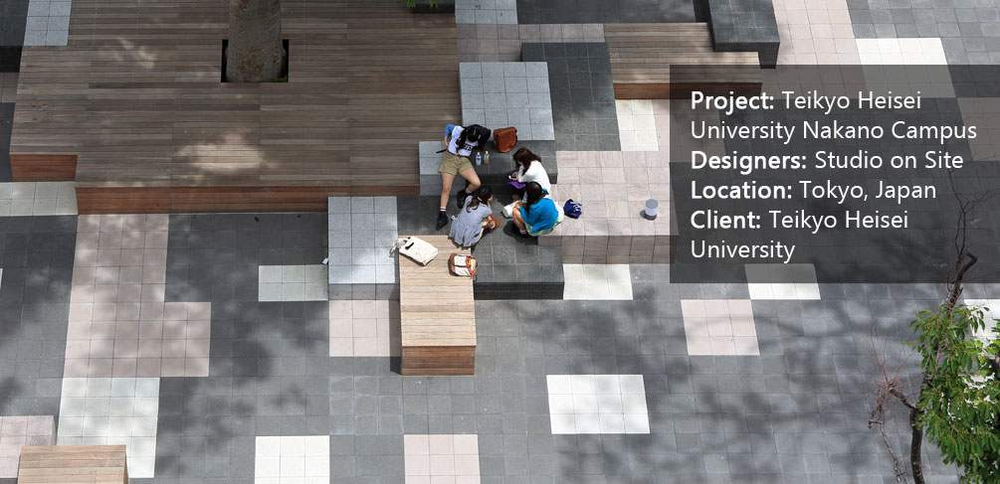 Project: Teikyo Heisei
University Nakano Campus
Designers: Studio on Site
Location: Tokyo, Japan
Client: Teikyo Heisei
University